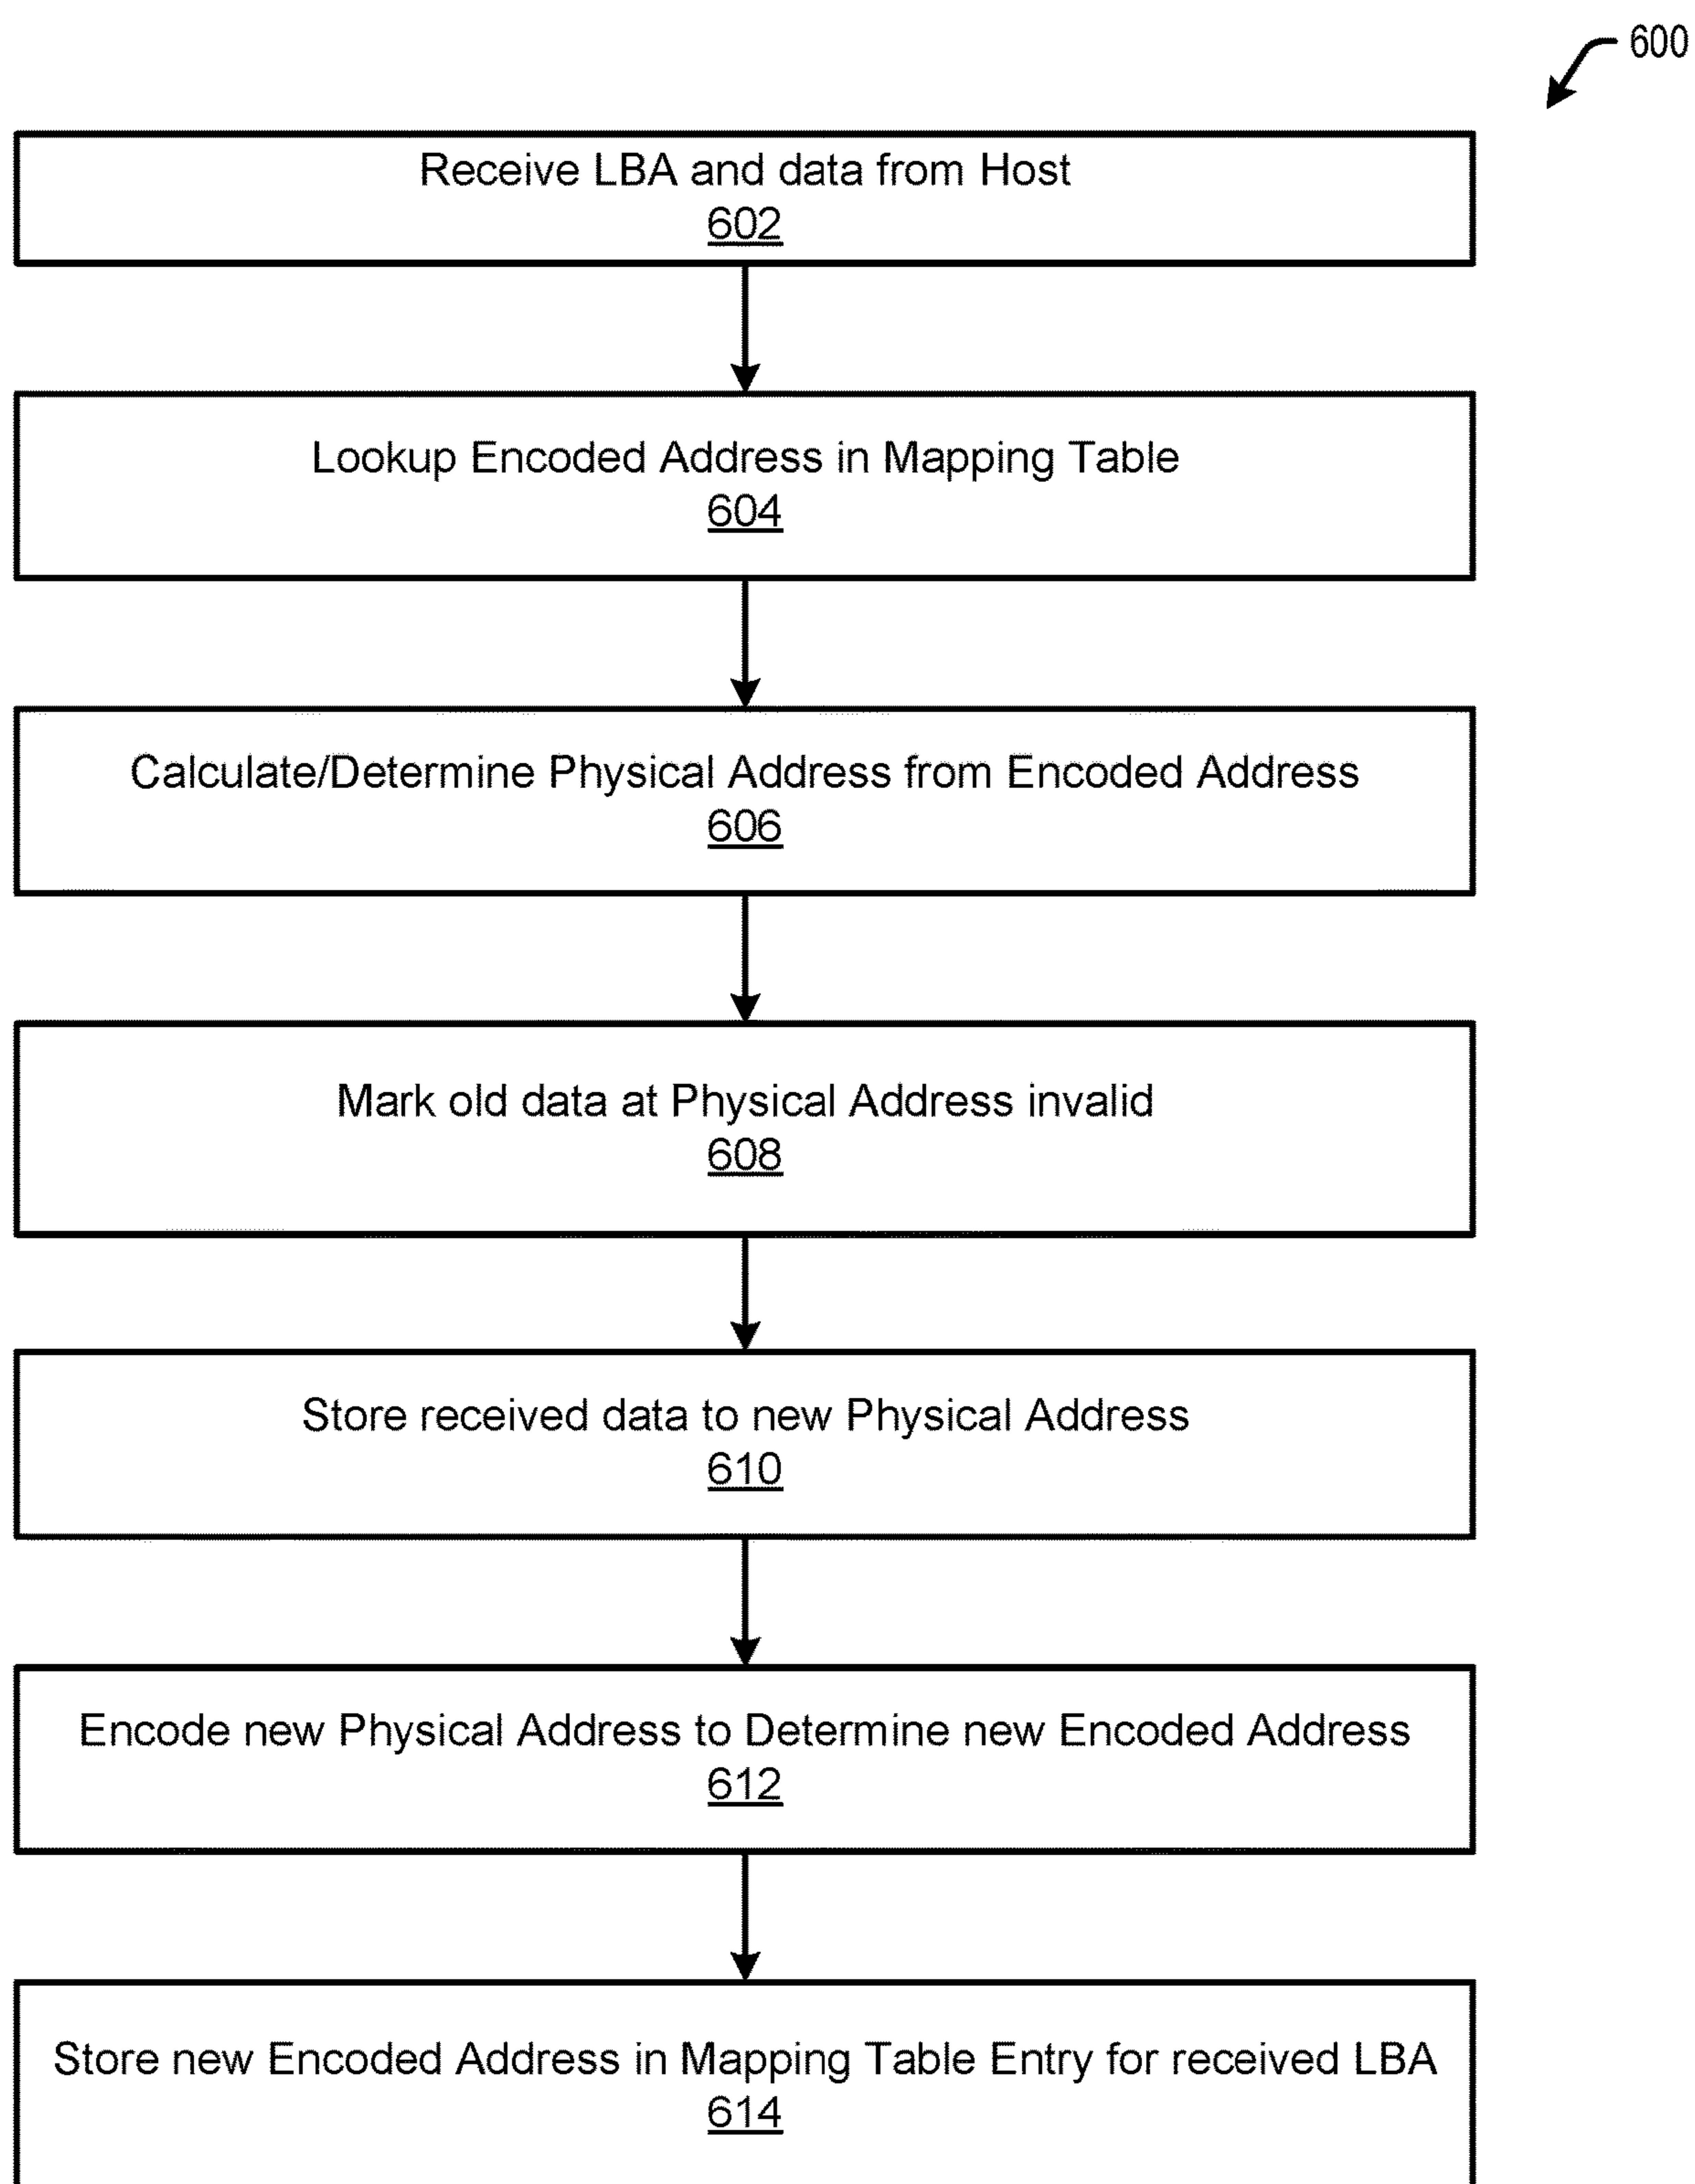 600
Receive LBA and data from Host
602
Lookup Encoded Address in Mapping Table
604
Calculate/Determine Physical Address from Encoded Address
606
Mark old data at Physical Address invalid
608
Store received data to new Physical Address
610
Encode new Physical Address to Determine new Encoded Address
612
Store new Encoded Address in Mapping Table Entry for received LBA
614